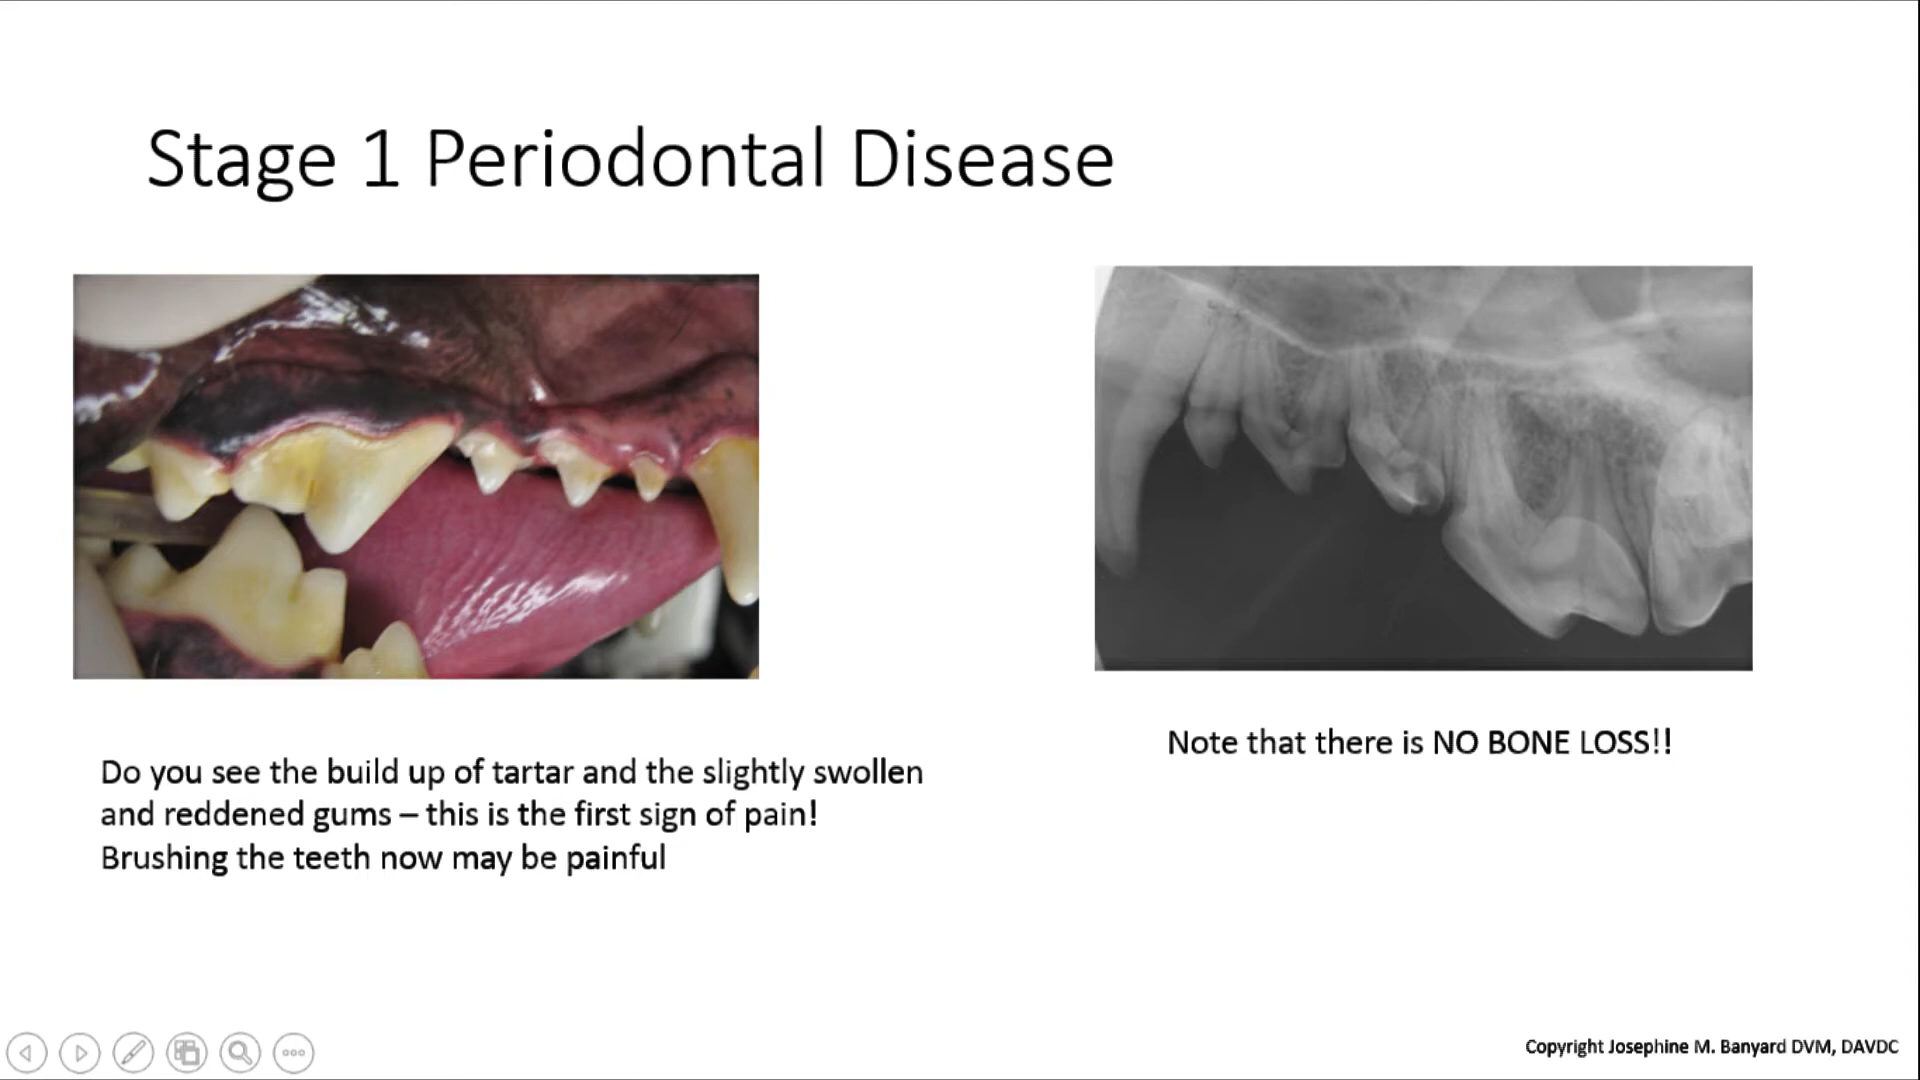 Stage 1 Periodontal Disease
Do you see the build up of tartar and the slightly swollen
and reddened gums – this is the first sign of pain!
Brushing the teeth now may be painful
Note that there is NO BONE LOSS!!
Copyright Josephine M. Banyard DVM, DAVDC